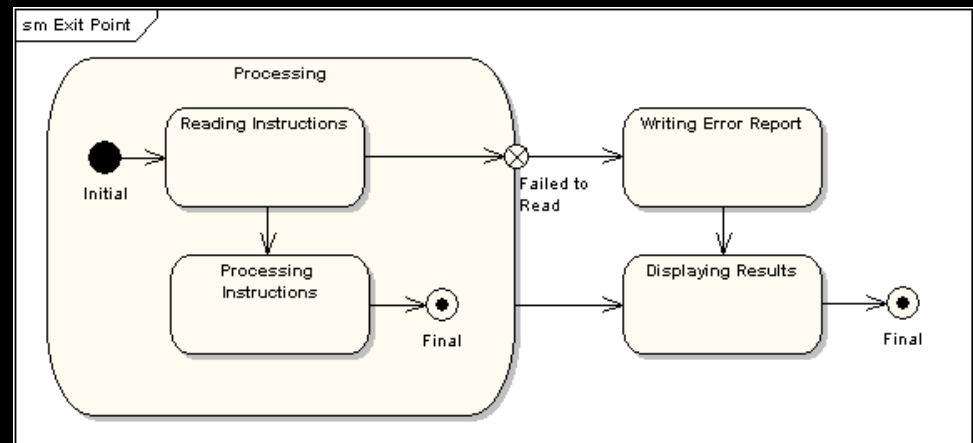 sm Exit Point
Processing
Reading Instructions
Writing Error Report
Initial
Failed to
Read
Processing
Instructions
Displaying Results
Final
Final